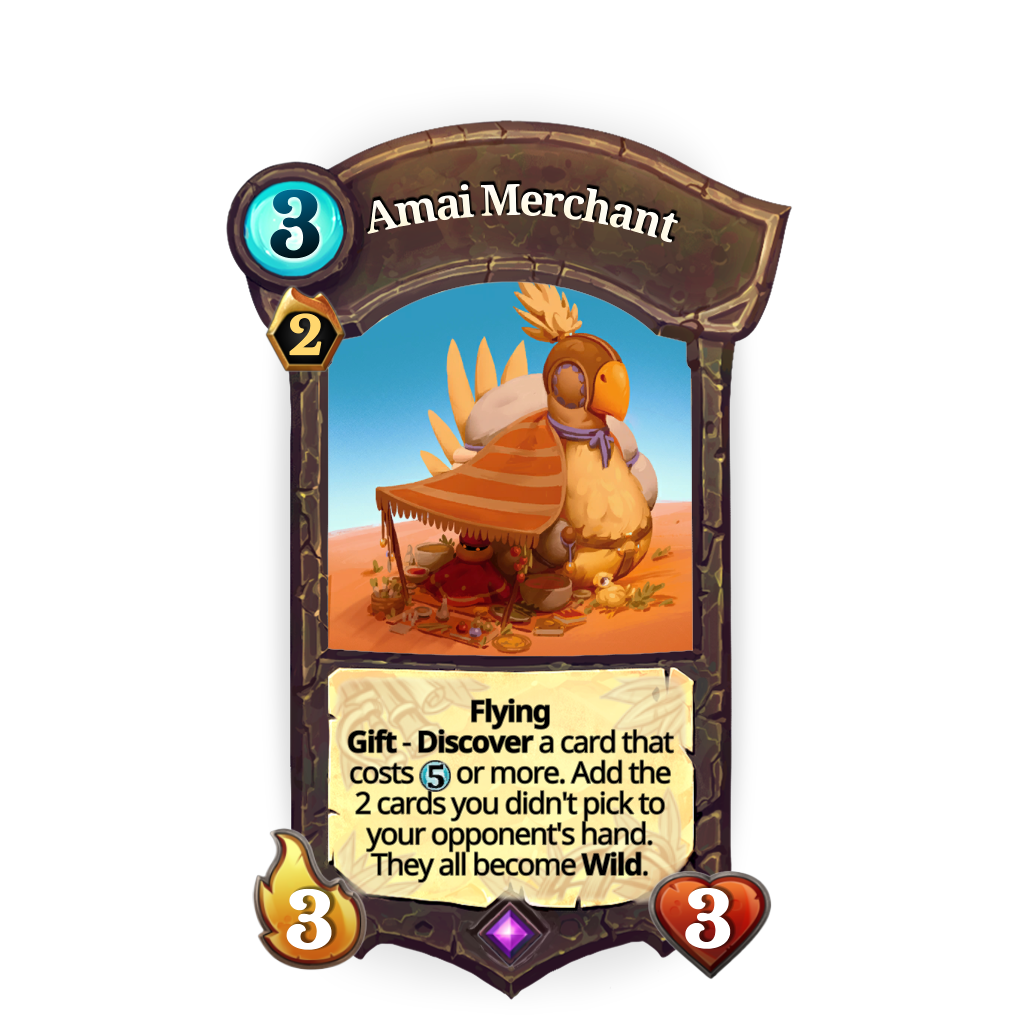 3
Amai Merchant
2
Flying
Gift - Discover a card that
costs 5 or more. Add the
2 cards you didn't pick to
your opponent's hand.
They all become Wild.
3
3